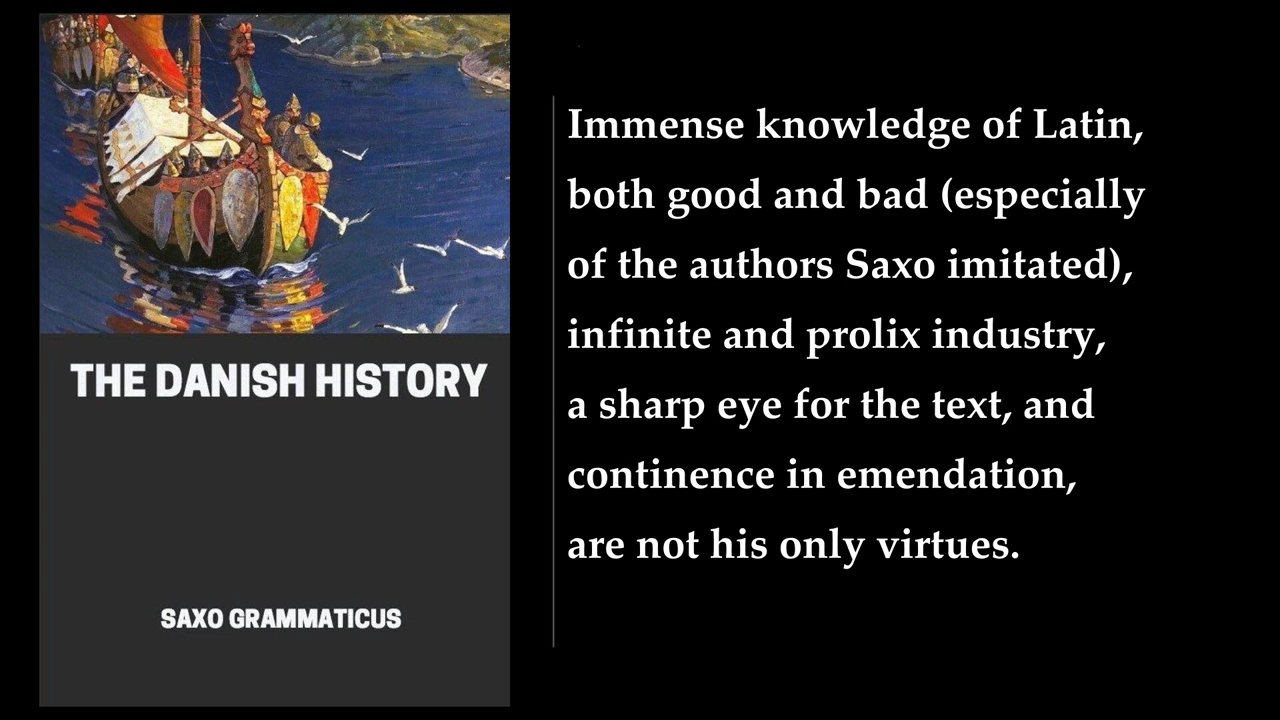 THE DANISH HISTORY
SAXO GRAMMATICUS
Immense knowledge of Latin,
both good and bad (especially
of the authors Saxo imitated),
infinite and prolix industry,
a sharp eye for the text, and
continence in emendation,
are not his only virtues.